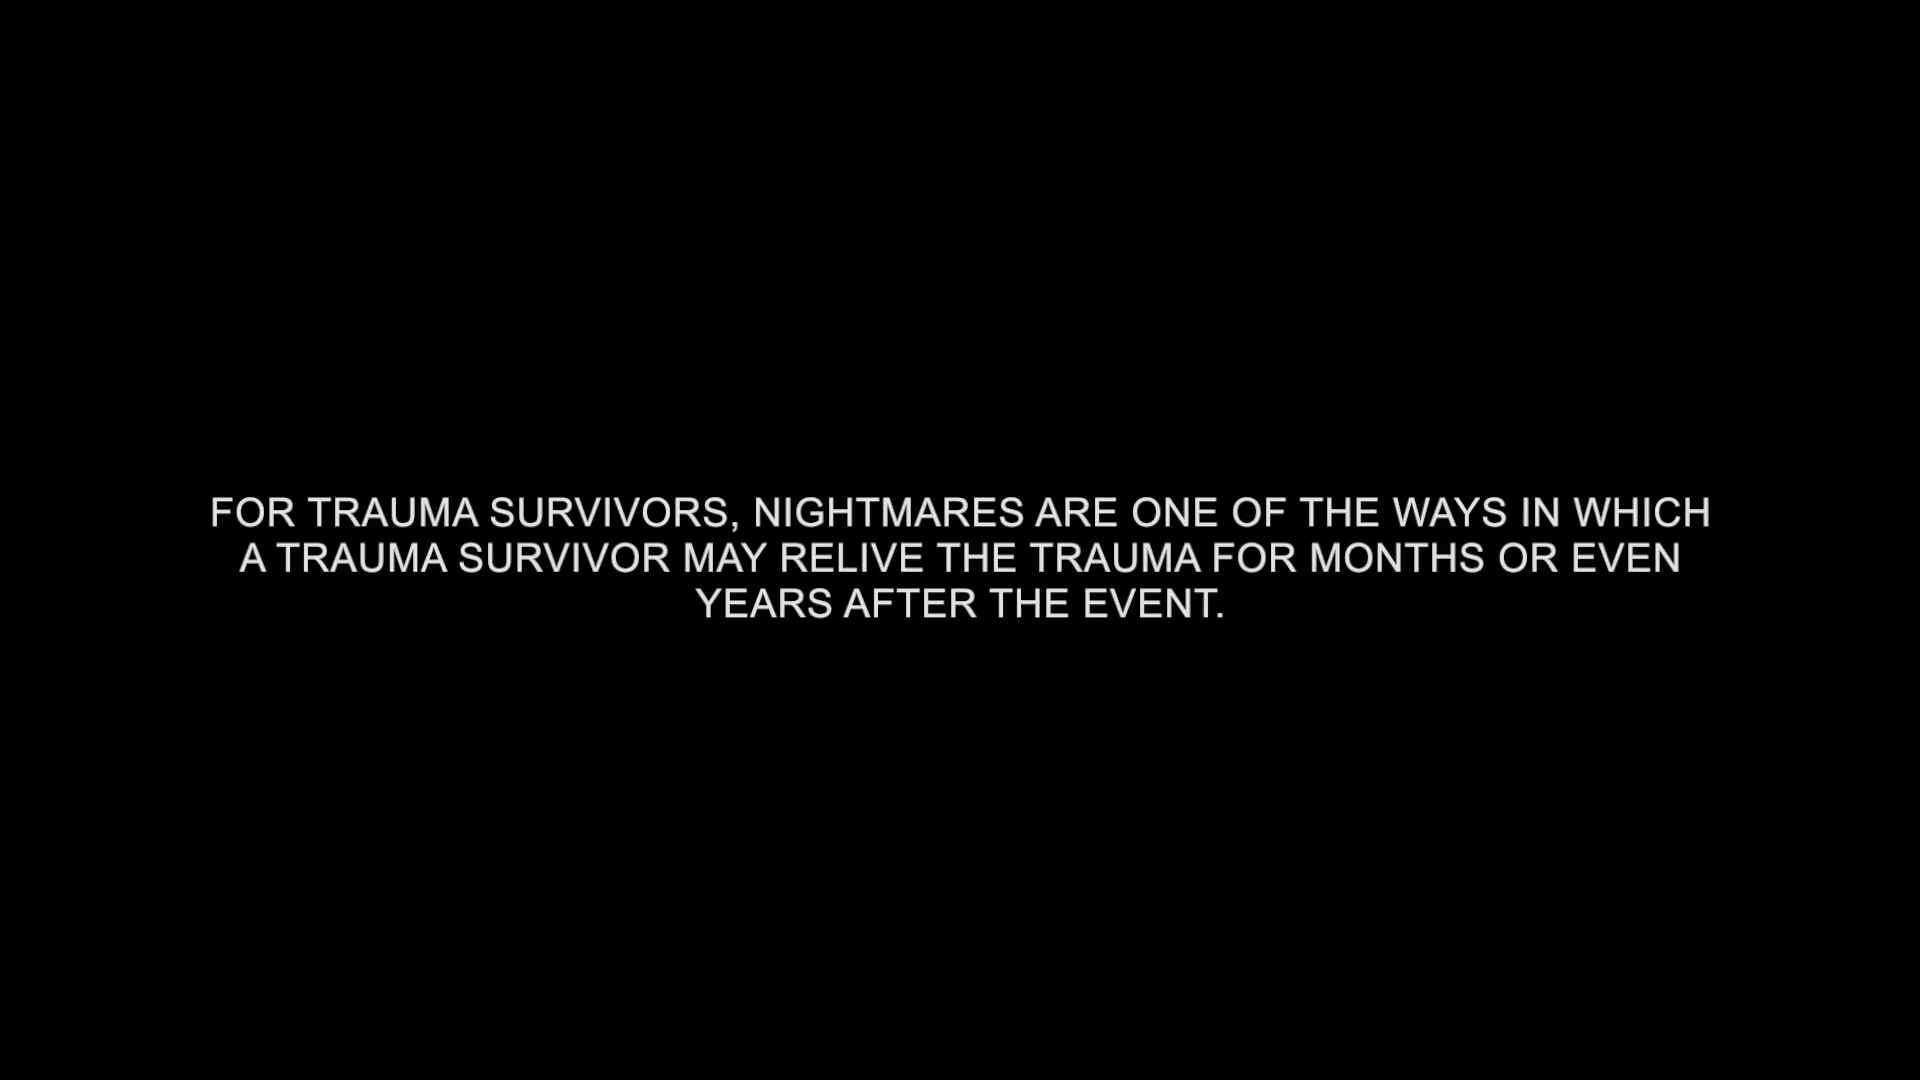 FOR TRAUMA SURVIVORS, NIGHTMARES ARE ONE OF THE WAYS IN WHICH
A TRAUMA SURVIVOR MAY RELIVE THE TRAUMA FOR MONTHS OR EVEN
YEARS AFTER THE EVENT.